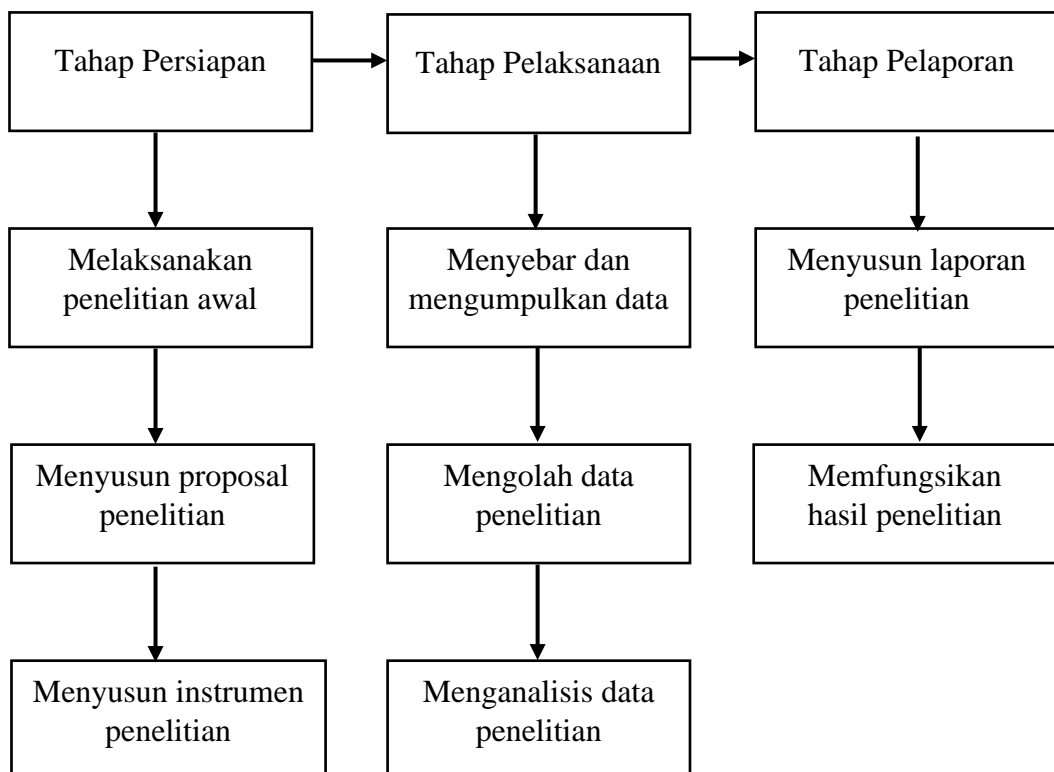 Tahap Persiapan
Tahap Pelaksanaan
Tahap Pelaporan
Melaksanakan
penelitian awal
Menyebar dan
mengumpulkan data
Menyusun laporan
penelitian
Menyusun proposal
penelitian
Mengolah data
penelitian
Memfungsikan
hasil penelitian
Menyusun instrumen
penelitian
Menganalisis data
penelitian